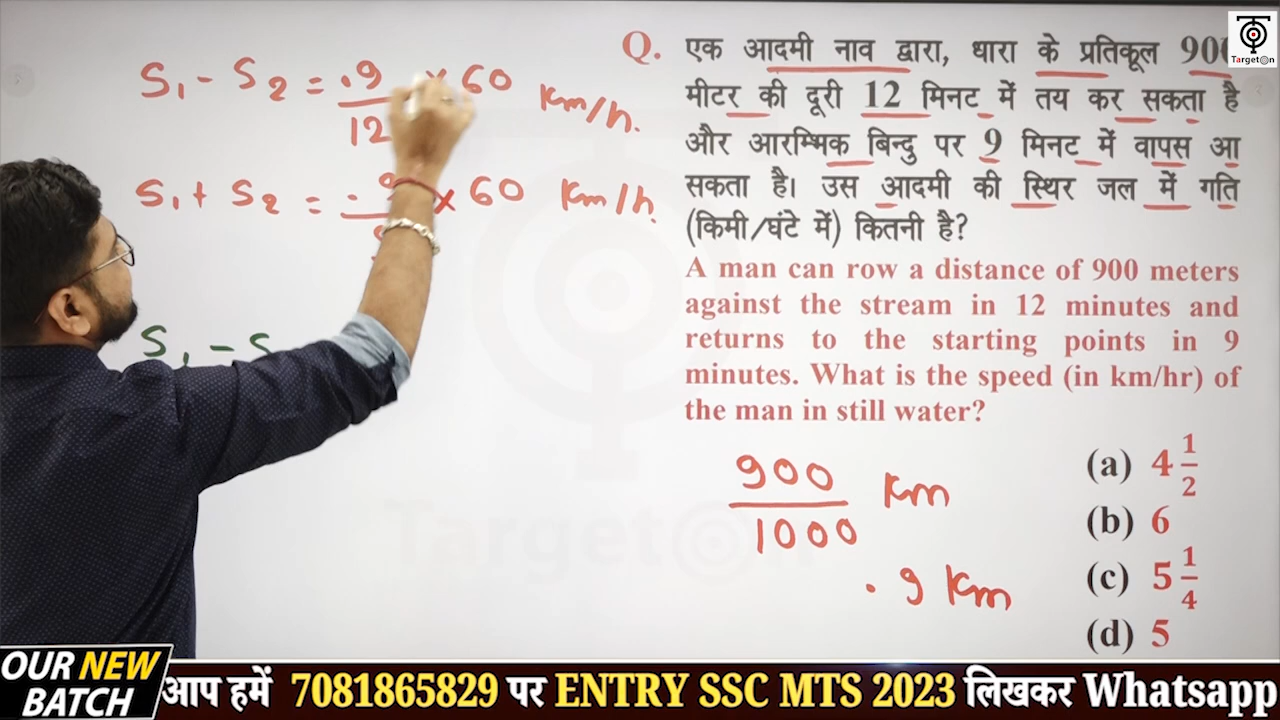 S₁ - S₂ = .9 × 60 km/h.
12
S₁ + S₂ = .9 × 60 km/h.
S₁ - S
Q. एक आदमी नाव द्वारा, धारा के प्रतिकूल 900
मीटर की दूरी 12 मिनट में तय कर सकता है
और आरम्भिक बिन्दु पर 9 मिनट में वापस आ
सकता है। उस आदमी की स्थिर जल में गति
(किमी/घंटे में) कितनी है?
A man can row a distance of 900 meters
against the stream in 12 minutes and
returns to the starting points in 9
minutes. What is the speed (in km/hr) of
the man in still water?
900 km
1000
.9 km
(a) 4 1/2
(b) 6
(c) 5 1/4
(d) 5
Target n
Target n
OUR NEW
BATCH
आप हमें 7081865829 पर ENTRY SSC MTS 2023 लिखकर Whatsapp